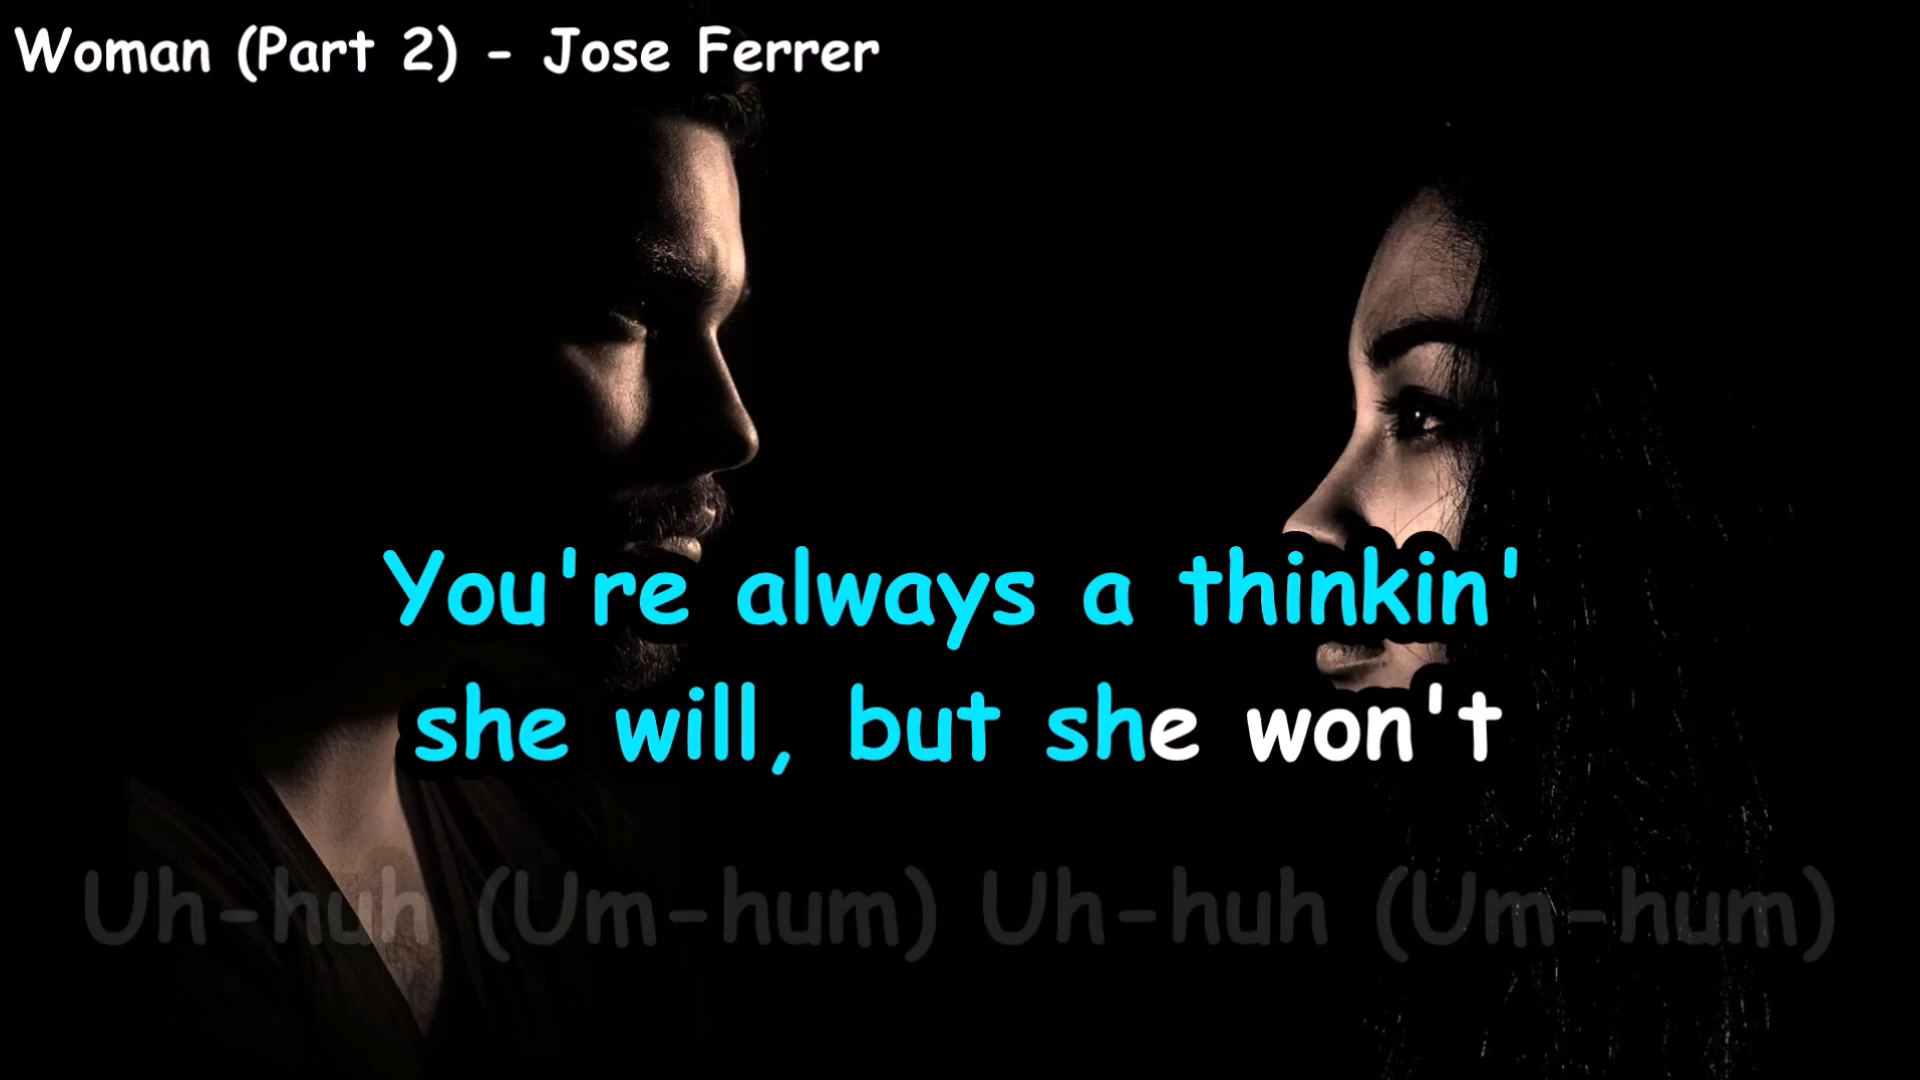 Woman (Part 2) - Jose Ferrer
You're always a thinkin'
she will, but she won't
Uh-huh (Um-hum) Uh-huh (Um-hum)